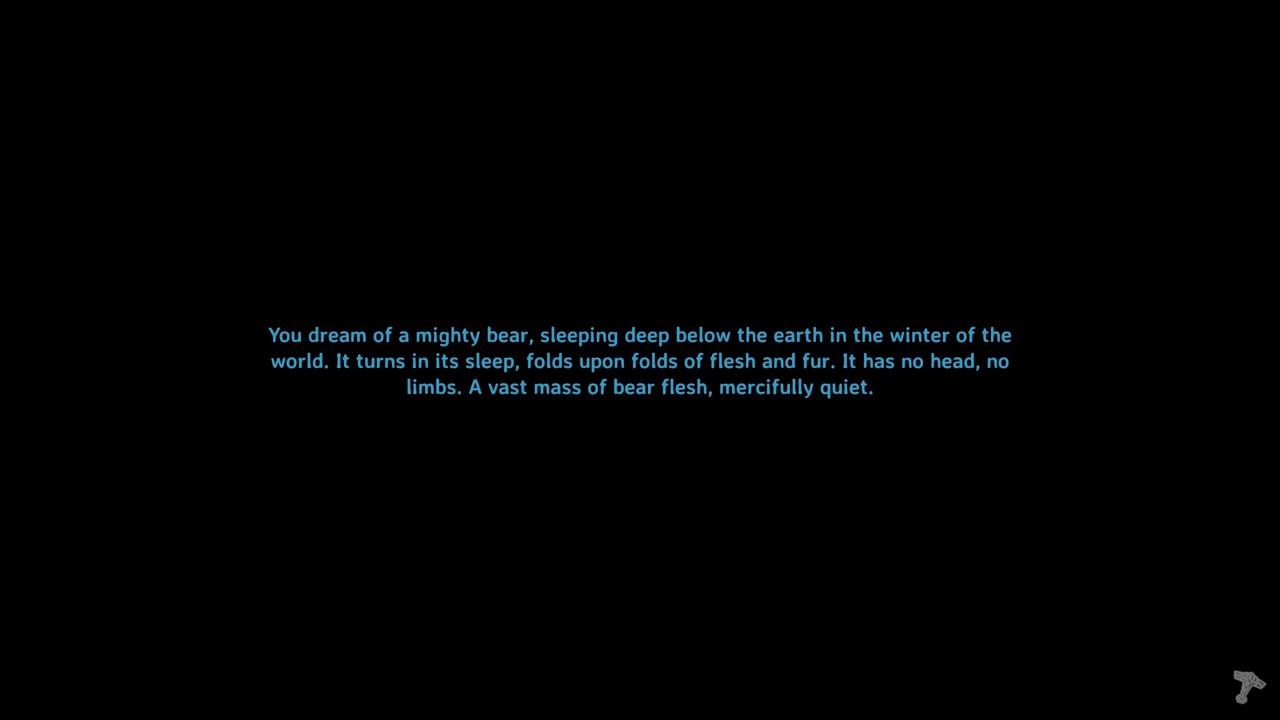 You dream of a mighty bear, sleeping deep below the earth in the winter of the
world. It turns in its sleep, folds upon folds of flesh and fur. It has no head, no
limbs. A vast mass of bear flesh, mercifully quiet.